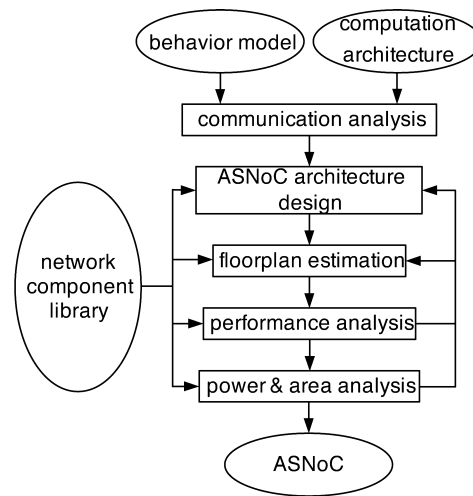 behavior model
computation
architecture
communication analysis
ASNoC architecture
design
network
component
library
floorplan estimation
performance analysis
power & area analysis
ASNoC